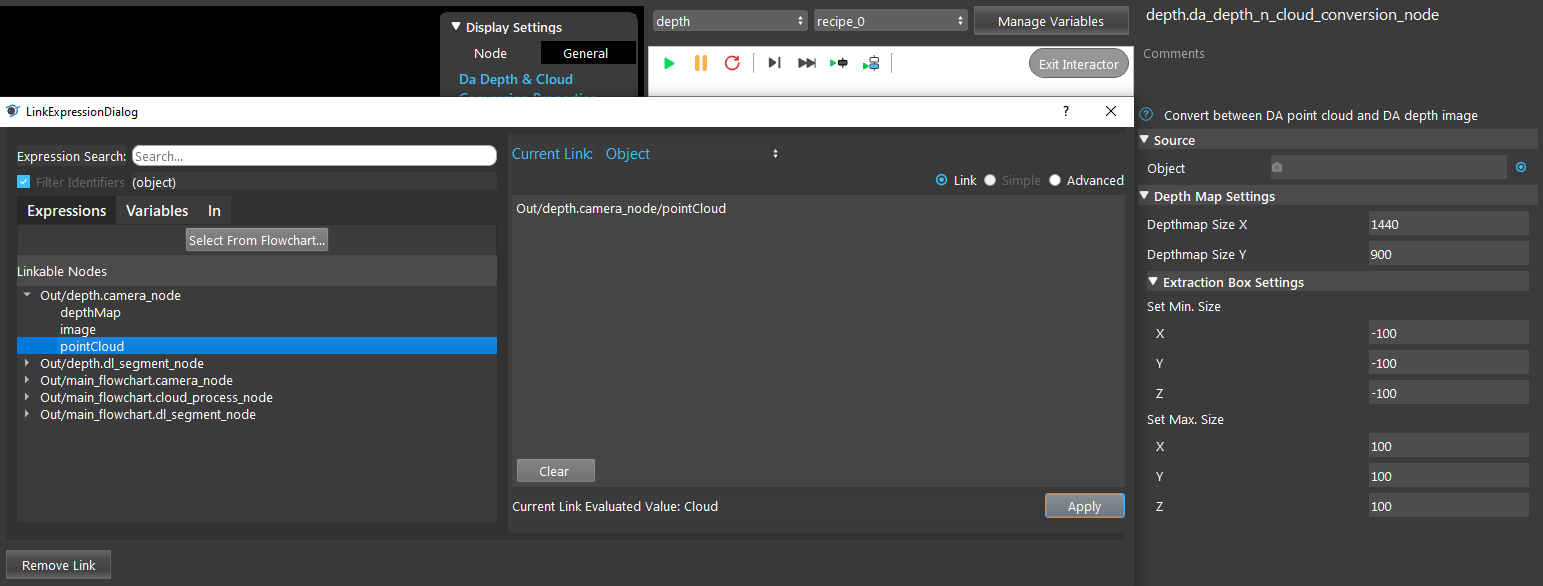 Display Settings
Node
General
Da Depth & Cloud
depth
recipe_0
Manage Variables
Exit Interactor
depth.da_depth_n_cloud_conversion_node
Comments
LinkExpressionDialog
?
Expression Search:
Search...
Filter Identifiers
(object)
Expressions
Variables
In
Select From Flowchart...
Linkable Nodes
Out/depth.camera_node
depthMap
image
pointCloud
Out/depth.dl_segment_node
Out/main_flowchart.camera_node
Out/main_flowchart.cloud_process_node
Out/main_flowchart.dl_segment_node
Current Link:
Object
Link
Simple
Advanced
Out/depth.camera_node/pointCloud
Clear
Current Link Evaluated Value: Cloud
Apply
Remove Link
? Convert between DA point cloud and DA depth image
Source
Object
Depth Map Settings
Depthmap Size X 1440
Depthmap Size Y 900
Extraction Box Settings
Set Min. Size
X -100
Y -100
Z -100
Set Max. Size
X 100
Y 100
Z 100